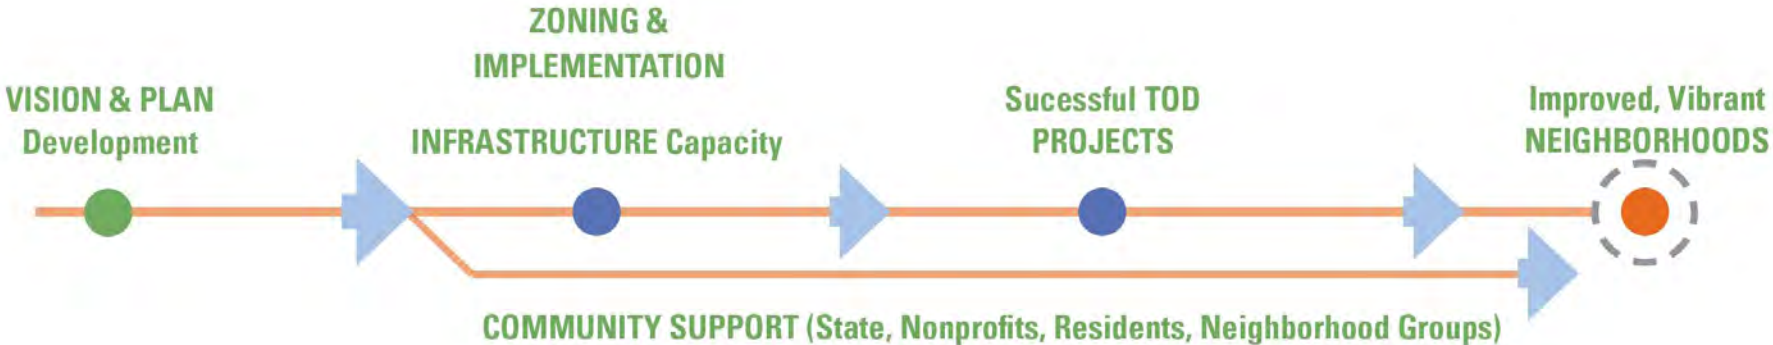 VISION & PLAN
Development
ZONING &
IMPLEMENTATION
INFRASTRUCTURE Capacity
Sucessful TOD
PROJECTS
Improved, Vibrant
NEIGHBORHOODS
COMMUNITY SUPPORT (State, Nonprofits, Residents, Neighborhood Groups)